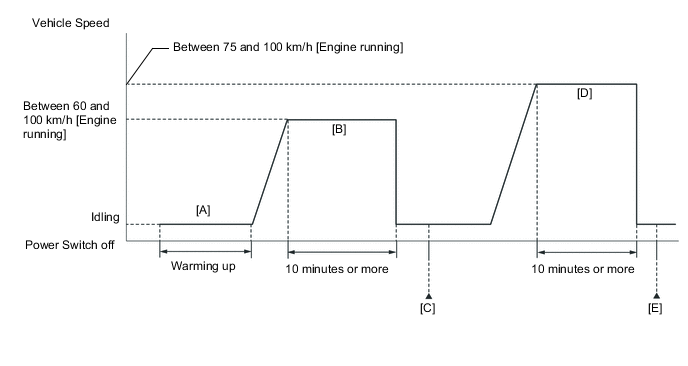 Vehicle Speed
Between 75 and 100 km/h [Engine running]
Between 60 and
100 km/h [Engine
running]
[D]
[B]
[A]
Idling
Power Switch off
Warming up
10 minutes or more
10 minutes or more
[C]
[E]